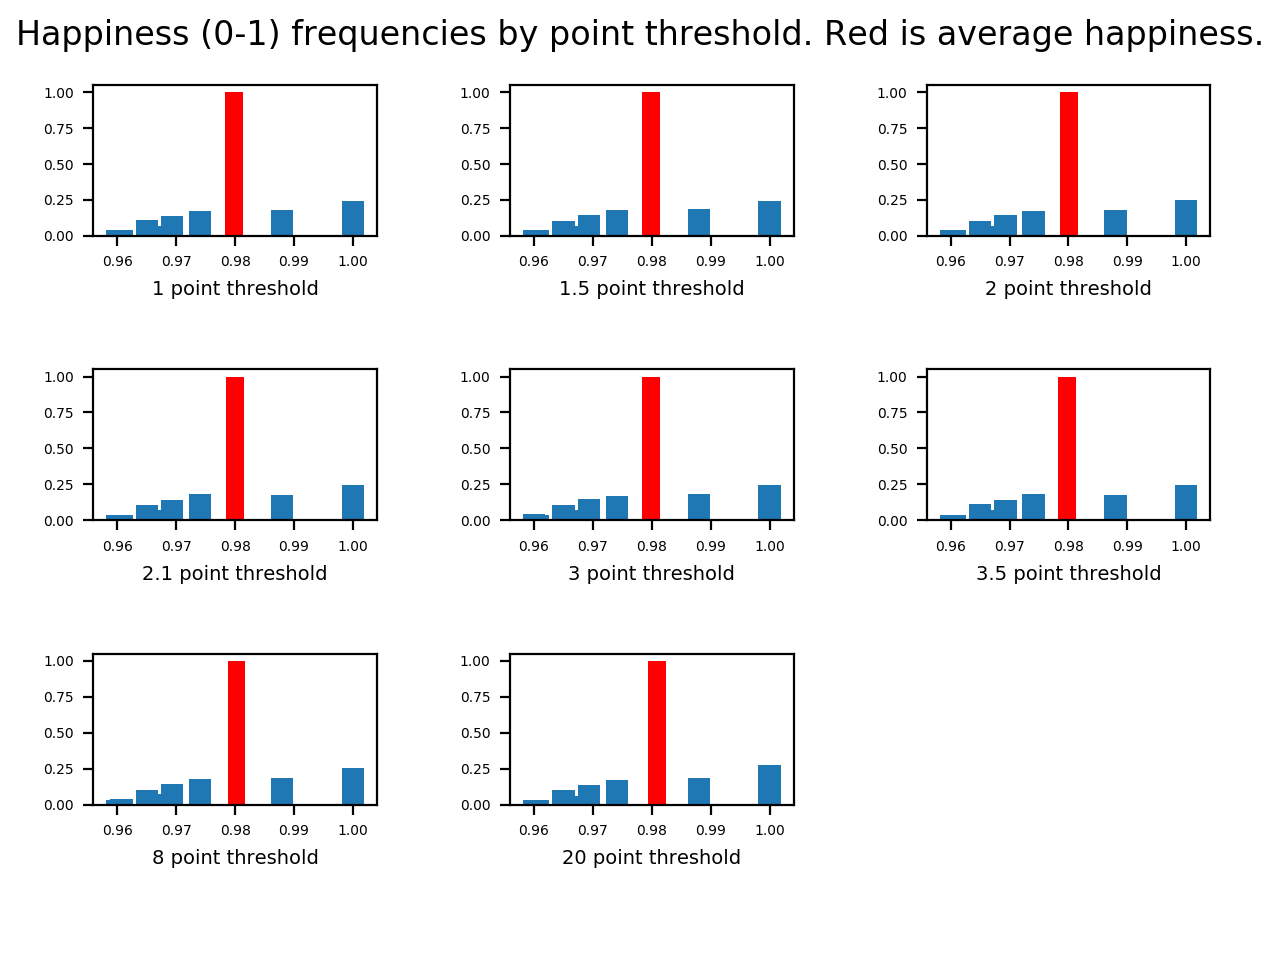 Happiness (0-1) frequencies by point threshold. Red is average happiness.
1.00 1.00 1.00
0.75 0.75 0.75
0.50 0.50 0.50
0.25 0.25 0.25
0.00 0.00 0.00
0.96 0.97 0.98 0.99 1.00 0.96 0.97 0.98 0.99 1.00 0.96 0.97 0.98 0.99 1.00
1 point threshold 1.5 point threshold 2 point threshold
1.00 1.00 1.00
0.75 0.75 0.75
0.50 0.50 0.50
0.25 0.25 0.25
0.00 0.00 0.00
0.96 0.97 0.98 0.99 1.00 0.96 0.97 0.98 0.99 1.00 0.96 0.97 0.98 0.99 1.00
2.1 point threshold 3 point threshold 3.5 point threshold
1.00 1.00
0.75 0.75
0.50 0.50
0.25 0.25
0.00 0.00
0.96 0.97 0.98 0.99 1.00 0.96 0.97 0.98 0.99 1.00
8 point threshold 20 point threshold